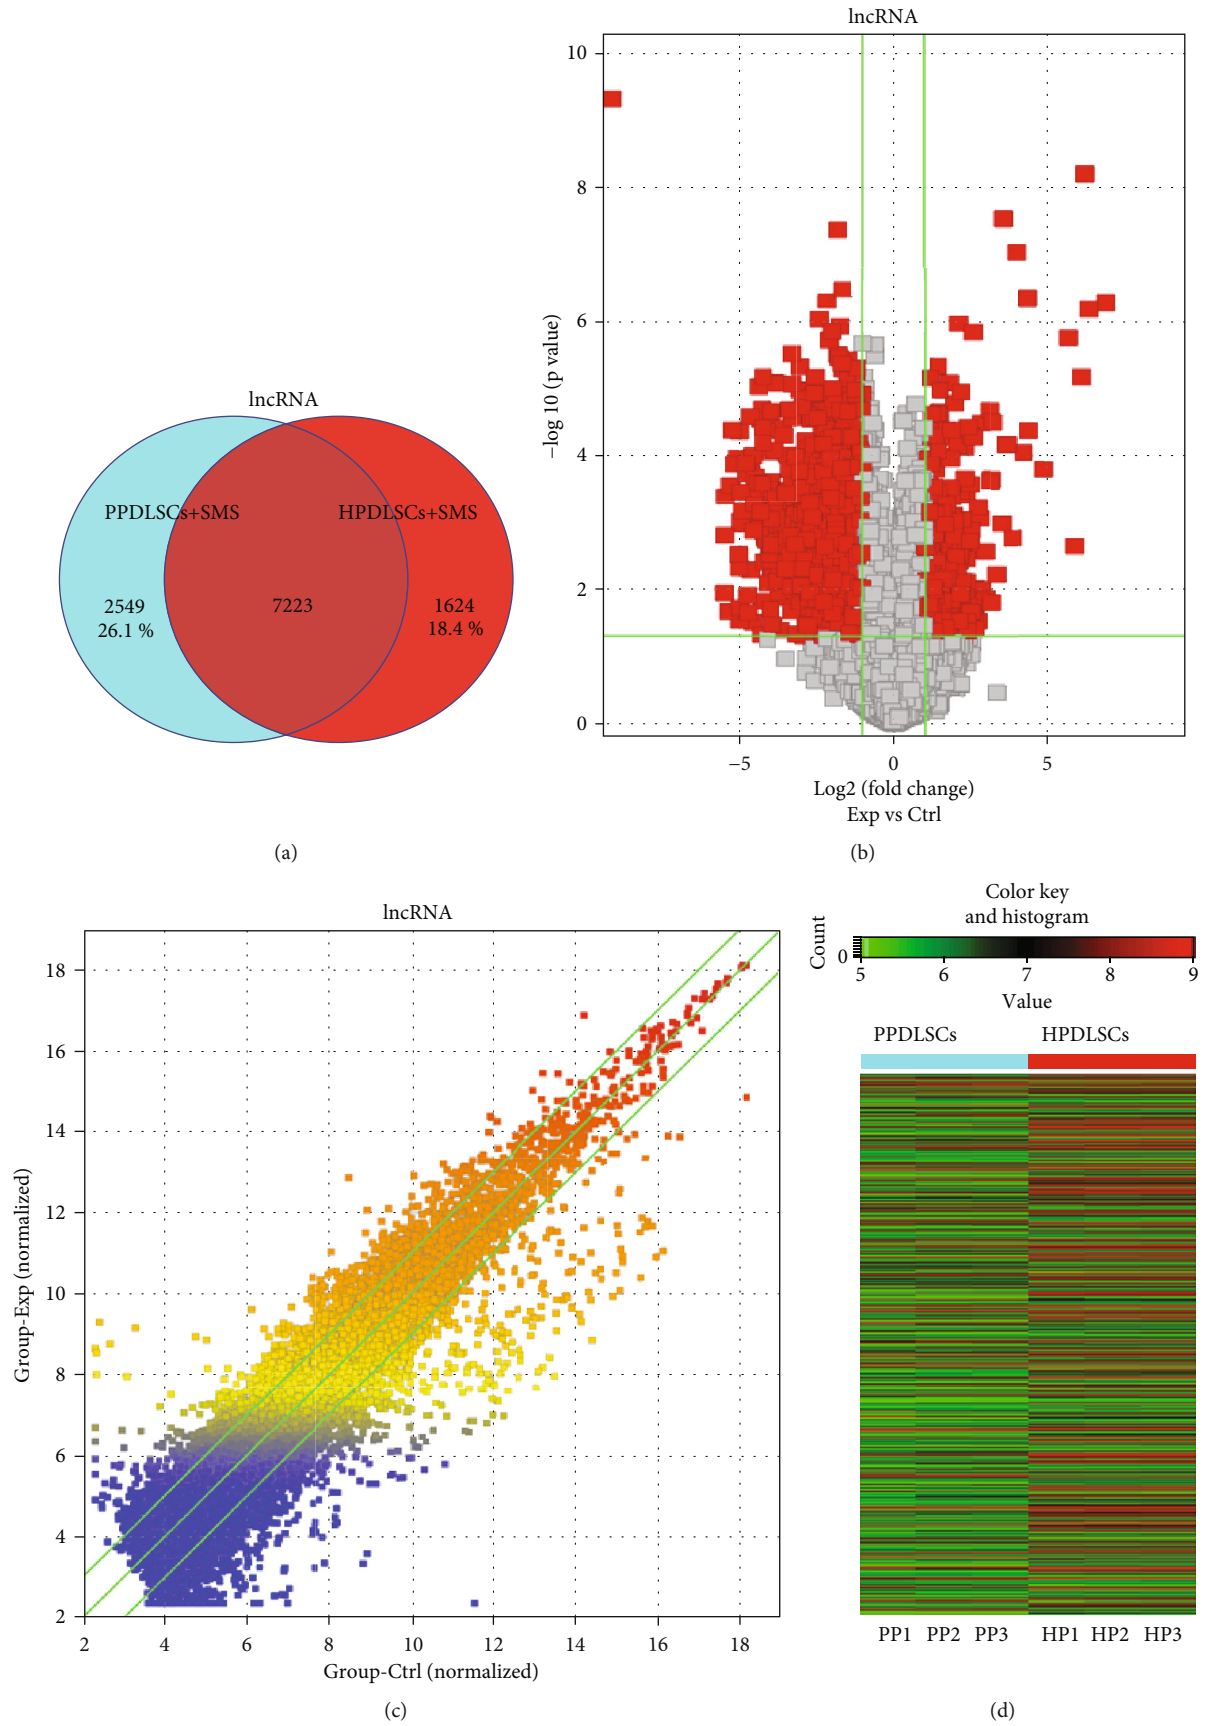 lncRNA
PPDLSCs+SMS
HPDLSCs+SMS
2549
26.1 %
7223
1624
18.4 %
(a)
lncRNA
−log 10 (p value)
10
8
6
4
2
0
−5
0
5
Log2 (fold change)
Exp vs Ctrl
(b)
lncRNA
Group-Exp (normalized)
18
16
14
12
10
8
6
4
2
2
4
6
8
10
12
14
16
18
Group-Ctrl (normalized)
(c)
Color key
and histogram
Count
0
5
6
7
8
9
Value
PPDLSCs
HPDLSCs
PP1
PP2
PP3
HP1
HP2
HP3
(d)